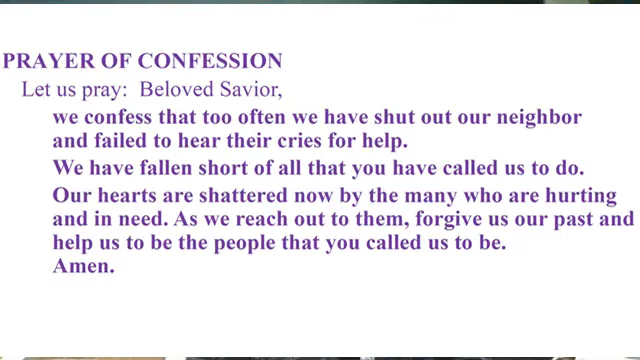 PRAYER OF CONFESSION
Let us pray: Beloved Savior,
we confess that too often we have shut out our neighbor
and failed to hear their cries for help.
We have fallen short of all that you have called us to do.
Our hearts are shattered now by the many who are hurting
and in need. As we reach out to them, forgive us our past and
help us to be the people that you called us to be.
Amen.